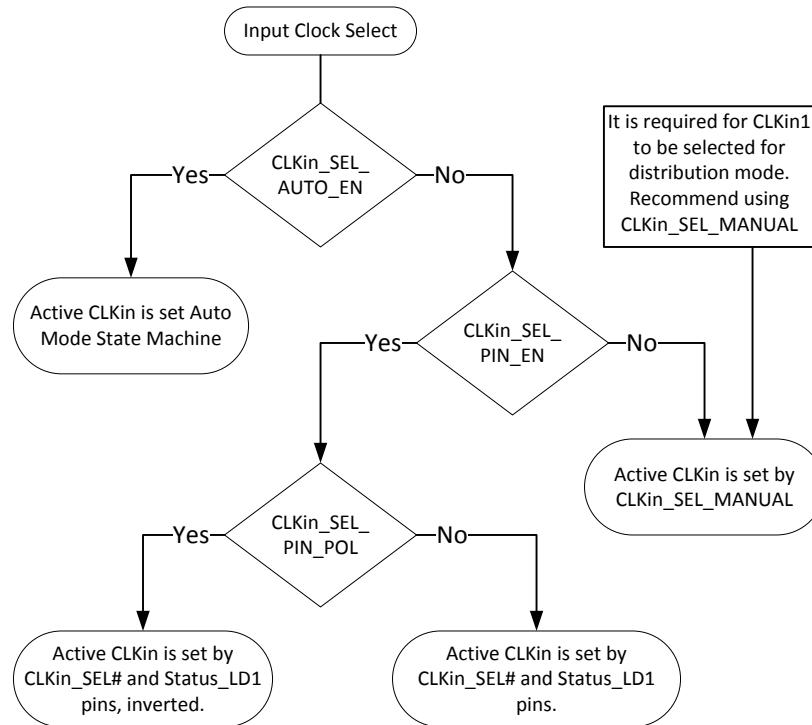 Input Clock Select
CLKin_SEL_
AUTO_EN
Yes
No
It is required for CLKin1
to be selected for
distribution mode.
Recommend using
CLKin_SEL_MANUAL
Active CLKin is set Auto
Mode State Machine
CLKin_SEL_
PIN_EN
Yes
No
Active CLKin is set by
CLKin_SEL_MANUAL
CLKin_SEL_
PIN_POL
Yes
No
Active CLKin is set by
CLKin_SEL# and Status_LD1
pins, inverted.
Active CLKin is set by
CLKin_SEL# and Status_LD1
pins.